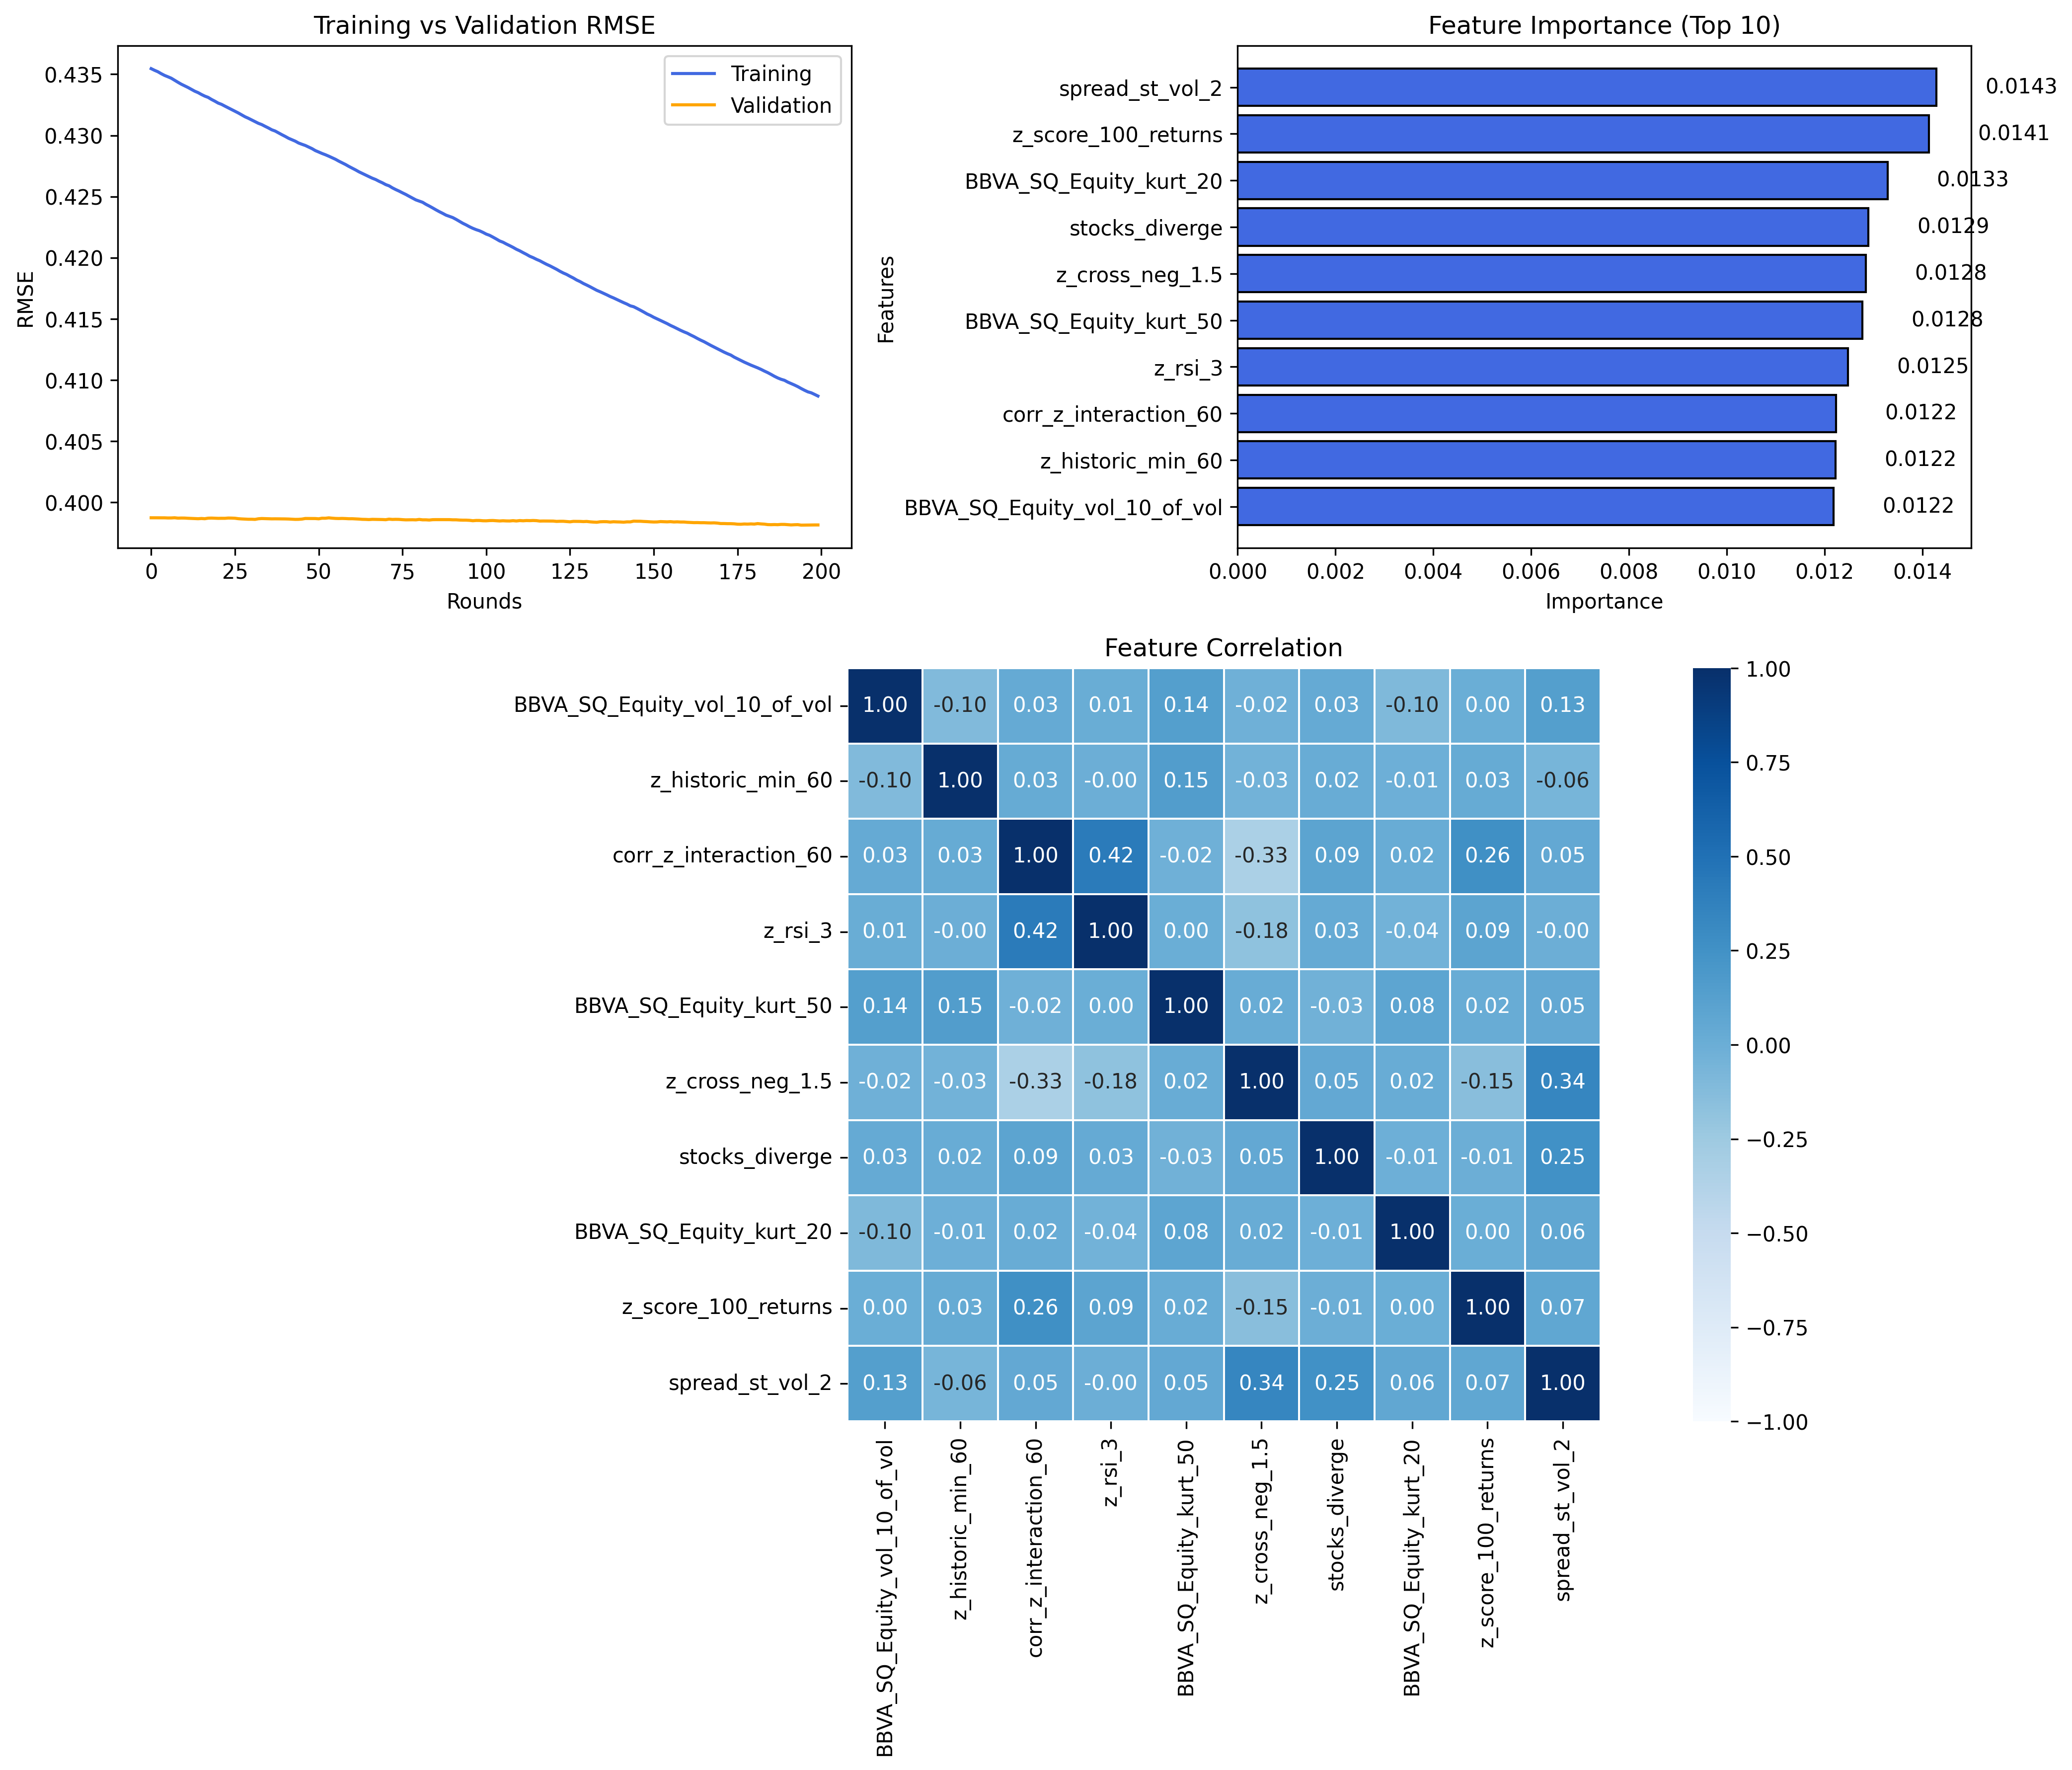 Training vs Validation RMSE
0.435
0.430
0.425
0.420
0.415
0.410
0.405
0.400
RMSE
Training
Validation
0 25 50 75 100 125 150 175 200
Rounds
Feature Importance (Top 10)
Features
spread_st_vol_2 0.0143
z_score_100_returns 0.0141
BBVA_SQ_Equity_kurt_20 0.0133
stocks_diverge 0.0129
z_cross_neg_1.5 0.0128
BBVA_SQ_Equity_kurt_50 0.0128
z_rsi_3 0.0125
corr_z_interaction_60 0.0122
z_historic_min_60 0.0122
BBVA_SQ_Equity_vol_10_of_vol 0.0122
0.000 0.002 0.004 0.006 0.008 0.010 0.012 0.014
Importance
Feature Correlation
BBVA_SQ_Equity_vol_10_of_vol 1.00 -0.10 0.03 0.01 0.14 -0.02 0.03 -0.10 0.00 0.13
z_historic_min_60 -0.10 1.00 0.03 -0.00 0.15 -0.03 0.02 -0.01 0.03 -0.06
corr_z_interaction_60 0.03 0.03 1.00 0.42 -0.02 -0.33 0.09 0.02 0.26 0.05
z_rsi_3 0.01 -0.00 0.42 1.00 0.00 -0.18 0.03 -0.04 0.09 -0.00
BBVA_SQ_Equity_kurt_50 0.14 0.15 -0.02 0.00 1.00 0.02 -0.03 0.08 0.02 0.05
z_cross_neg_1.5 -0.02 -0.03 -0.33 -0.18 0.02 1.00 0.05 0.02 -0.15 0.34
stocks_diverge 0.03 0.02 0.09 0.03 -0.03 0.05 1.00 -0.01 -0.01 0.25
BBVA_SQ_Equity_kurt_20 -0.10 -0.01 0.02 -0.04 0.08 0.02 -0.01 1.00 0.00 0.06
z_score_100_returns 0.00 0.03 0.26 0.09 0.02 -0.15 -0.01 0.00 1.00 0.07
spread_st_vol_2 0.13 -0.06 0.05 -0.00 0.05 0.34 0.25 0.06 0.07 1.00
BBVA_SQ_Equity_vol_10_of_vol
z_historic_min_60
corr_z_interaction_60
z_rsi_3
BBVA_SQ_Equity_kurt_50
z_cross_neg_1.5
stocks_diverge
BBVA_SQ_Equity_kurt_20
z_score_100_returns
spread_st_vol_2
1.00
0.75
0.50
0.25
0.00
−0.25
−0.50
−0.75
−1.00